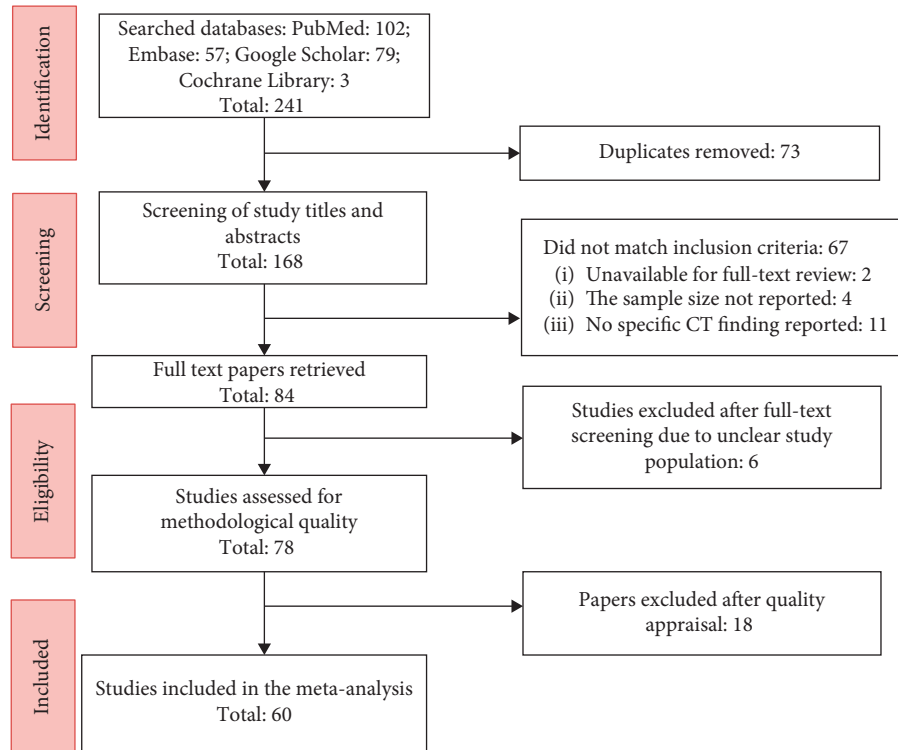 Identification
Searched databases: PubMed: 102;
Embase: 57; Google Scholar: 79;
Cochrane Library: 3
Total: 241
Duplicates removed: 73
Screening
Screening of study titles and
abstracts
Total: 168
Did not match inclusion criteria: 67
(i) Unavailable for full-text review: 2
(ii) The sample size not reported: 4
(iii) No specific CT finding reported: 11
Full text papers retrieved
Total: 84
Eligibility
Studies excluded after full-text
screening due to unclear study
population: 6
Studies assessed for
methodological quality
Total: 78
Included
Papers excluded after quality
appraisal: 18
Studies included in the meta-analysis
Total: 60